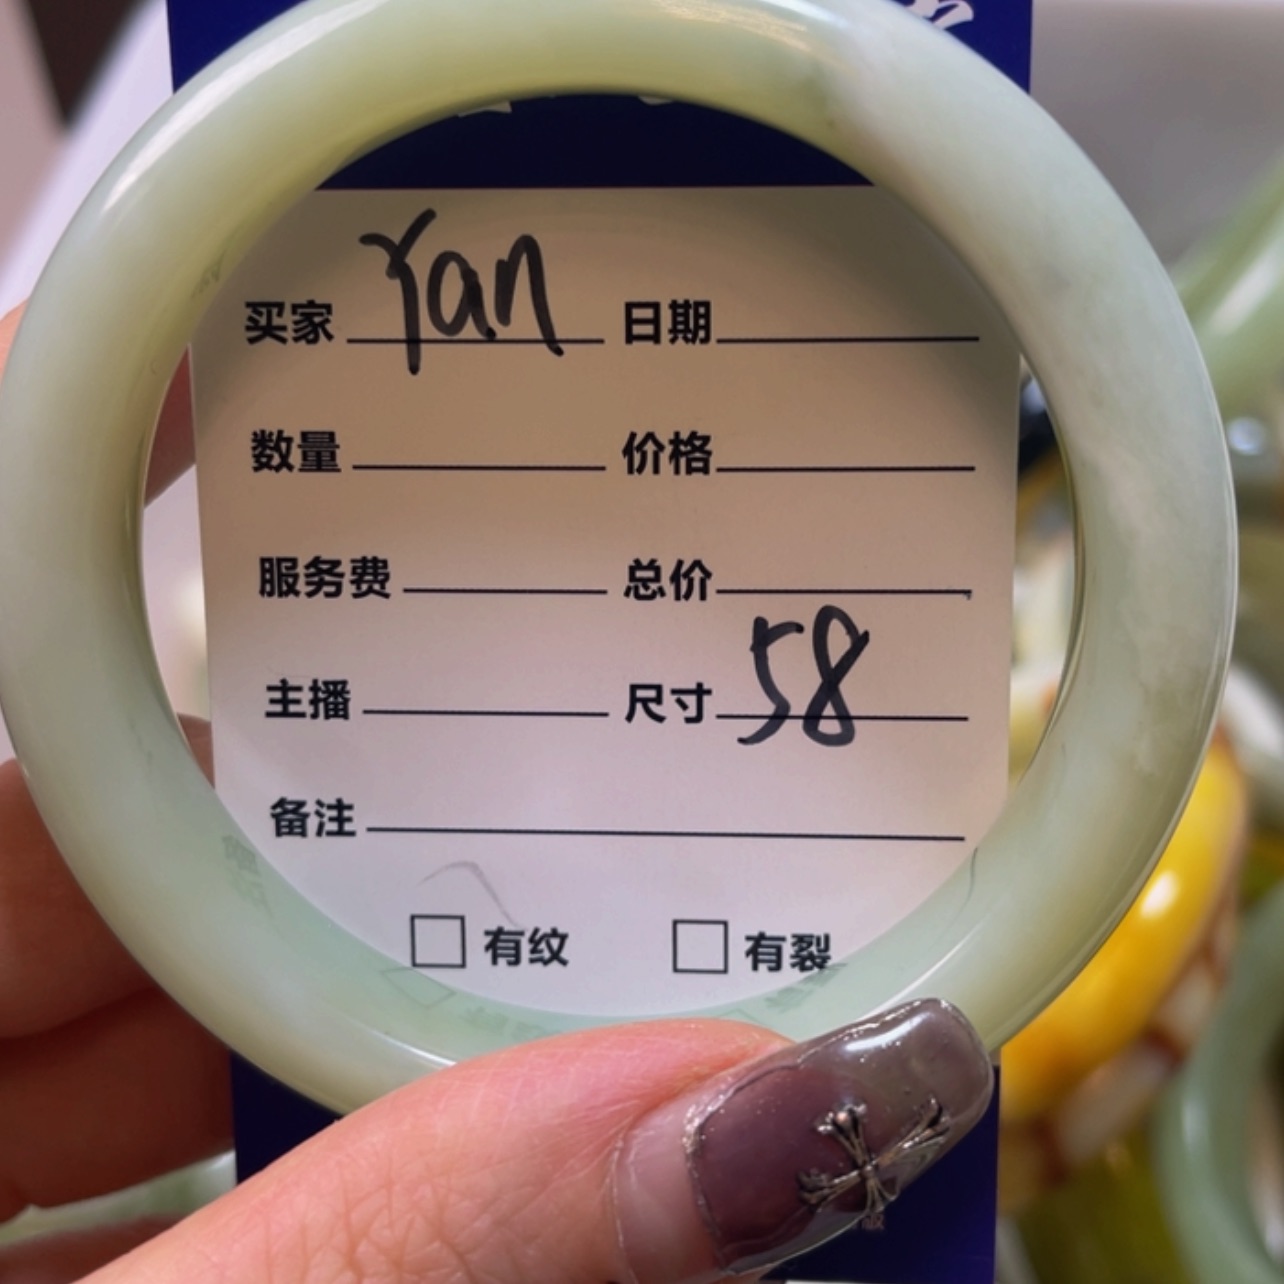 买家 Yan 日期
数量 价格
服务费 总价
主播 尺寸 58
备注
□ 有纹 □ 有裂